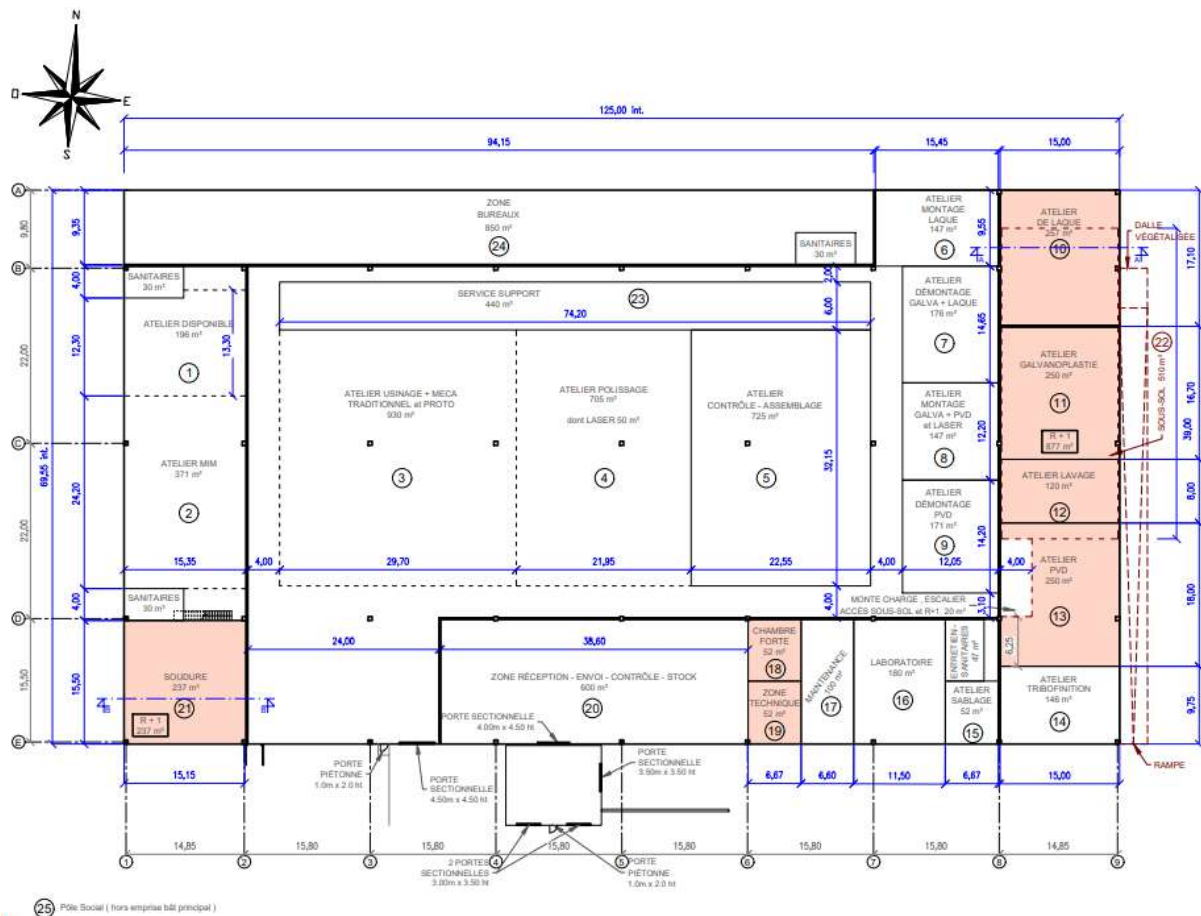 N
O
E
S
125,00 int.
94,15
15,45
15,00
A
B
C
D
E
9,80
22,00
22,00
15,50
69,55 int.
9,35
4,00
12,30
24,20
4,00
15,50
ZONE
BUREAUX
850 m²
24
SANITAIRES
30 m²
2,00
ATELIER
MONTAGE
LAQUE
147 m²
6
9,55
ATELIER
DE LAQUE
257 m²
10
DALLE
VÉGÉTALISÉE
17,10
SANITAIRES
30 m²
SERVICE SUPPORT
440 m²
23
74,20
6,00
ATELIER DISPONIBLE
196 m²
13,30
1
ATELIER
DÉMONTAGE
GALVA + LAQUE
176 m²
7
14,65
ATELIER
GALVANOPLASTIE
250 m²
11
R + 1
877 m²
22
SOUS-SOL 510 m²
16,70
39,00
ATELIER USINAGE + MECA
TRADITIONNEL et PROTO
930 m²
3
ATELIER POLISSAGE
705 m²
dont LASER 50 m²
4
ATELIER
CONTRÔLE - ASSEMBLAGE
725 m²
5
32,15
ATELIER
MONTAGE
GALVA + PVD
et LASER
147 m²
8
12,20
ATELIER MIM
371 m²
2
ATELIER LAVAGE
120 m²
12
8,00
ATELIER
DÉMONTAGE
PVD
171 m²
9
14,20
ATELIER
PVD
250 m²
13
18,00
15,35
4,00
29,70
21,95
22,55
4,00
12,05
4,00
SANITAIRES
30 m²
4,00
MONTE CHARGE , ESCALIER
ACCÈS SOUS-SOL et R+1 20 m²
3,10
6,25
24,00
38,60
SOUDURE
237 m²
21
R + 1
237 m²
ZONE RÉCEPTION - ENVOI - CONTRÔLE - STOCK
600 m²
20
CHAMBRE
FORTE
52 m²
18
ZONE
TECHNIQUE
52 m²
19
MAINTENANCE
100 m²
17
LABORATOIRE
180 m²
16
ENTRETIEN -
SANITAIRES
47 m²
ATELIER
SABLAGE
52 m²
15
ATELIER
TRIBOFINITION
146 m²
14
9,75
PORTE SECTIONNELLE
4.00m x 4.50 ht
PORTE
PIÉTONNE
1.0m x 2.0 ht
PORTE
SECTIONNELLE
4.50m x 4.50 ht
PORTE
SECTIONNELLE
3.50m x 3.50 ht
RAMPE
15,15
6,67
6,60
11,50
6,67
15,00
2 PORTES
SECTIONNELLES
3.00m x 3.50 ht
PORTE
PIÉTONNE
1.0m x 2.0 ht
14,85
15,80
15,80
15,80
15,80
15,80
15,80
14,85
1
2
3
4
5
6
7
8
9
25 Pôle Social ( hors emprise bât principal )